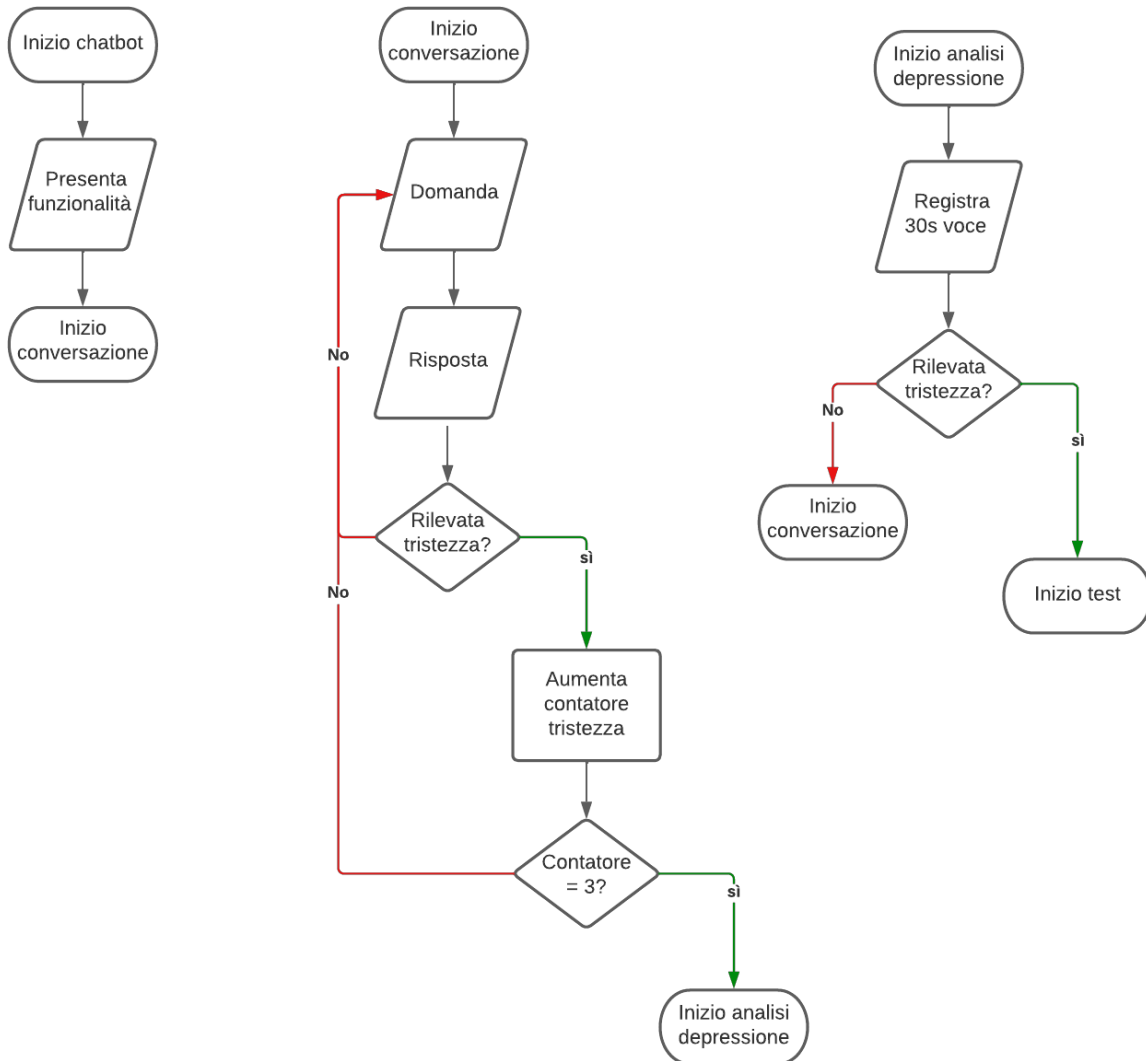 Inizio chatbot
Presenta
funzionalità
Inizio
conversazione
Inizio
conversazione
Domanda
Risposta
No
Rilevata
tristezza?
sì
No
Aumenta
contatore
tristezza
Contatore
= 3?
sì
Inizio analisi
depressione
Inizio analisi
depressione
Registra
30s voce
Rilevata
tristezza?
No
sì
Inizio
conversazione
Inizio test